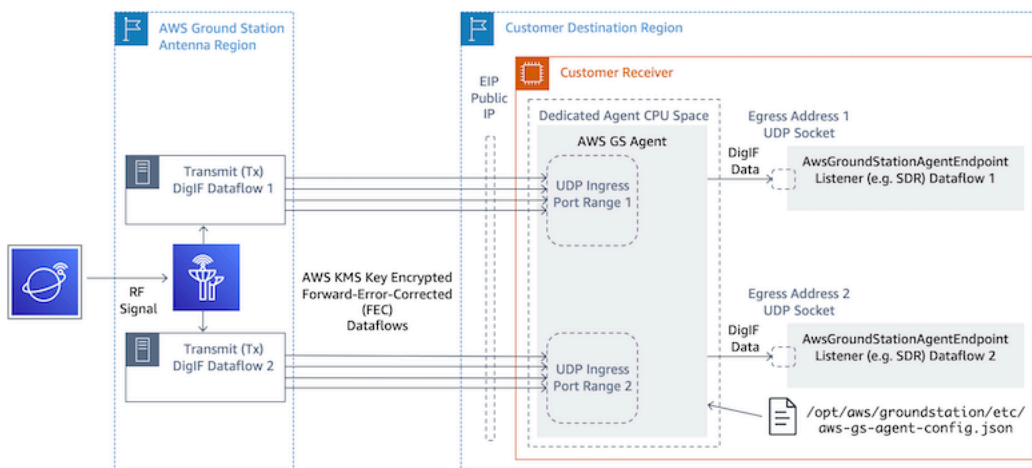 AWS Ground Station
Antenna Region
Customer Destination Region
Customer Receiver
EIP
Public
IP
Dedicated Agent CPU Space
AWS GS Agent
Egress Address 1
UDP Socket
Transmit (Tx)
DigIF Dataflow 1
UDP Ingress
Port Range 1
DigIF
Data
AwsGroundStationAgentEndpoint
Listener (e.g. SDR) Dataflow 1
RF
Signal
AWS KMS Key Encrypted
Forward-Error-Corrected
(FEC)
Dataflows
Egress Address 2
UDP Socket
Transmit (Tx)
DigIF Dataflow 2
UDP Ingress
Port Range 2
DigIF
Data
AwsGroundStationAgentEndpoint
Listener (e.g. SDR) Dataflow 2
/opt/aws/groundstation/etc/
aws-gs-agent-config.json